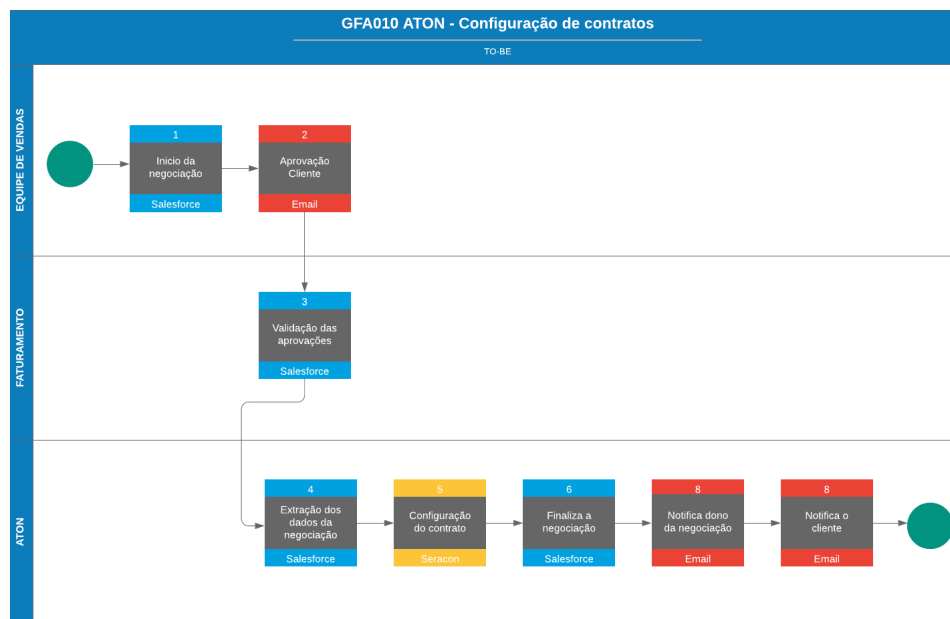 GFA010 ATON - Configuração de contratos
TO-BE
EQUIPE DE VENDAS
1
Inicio da
negociação
Salesforce
2
Aprovação
Cliente
Email
FATURAMENTO
3
Validação das
aprovações
Salesforce
ATON
4
Extração dos
dados da
negociação
Salesforce
5
Configuração
do contrato
Seracon
6
Finaliza a
negociação
Salesforce
8
Notifica dono
da negociação
Email
8
Notifica o
cliente
Email